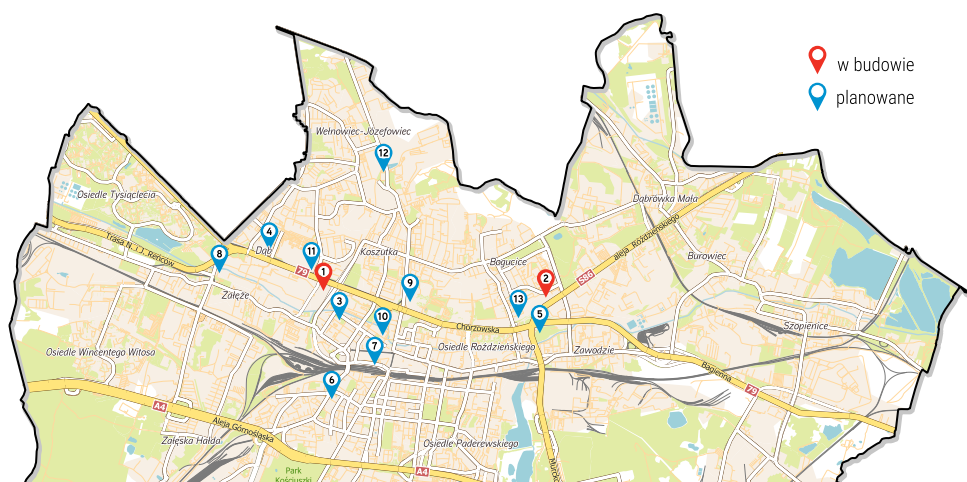 w budowie
planowane
Wełnowiec-Józefowiec
12
Osiedle Tysiąclecia
Dąbrówka Mała
4
Dąb
Trasa N. i J. Renców
8
11
79
1
Koszutka
Bogucice
aleja Roździeńskiego
S86
Burowiec
2
9
13
Załęże
3
10
5
Chorzowska
Szopienice
7
Osiedle Roździeńskiego
Zawodzie
Osiedle Wincentego Witosa
6
Bagienna
79
A4
Aleja Górnośląska
Załęska Hałda
Osiedle Paderewskiego
Park
Kościuszki
A4